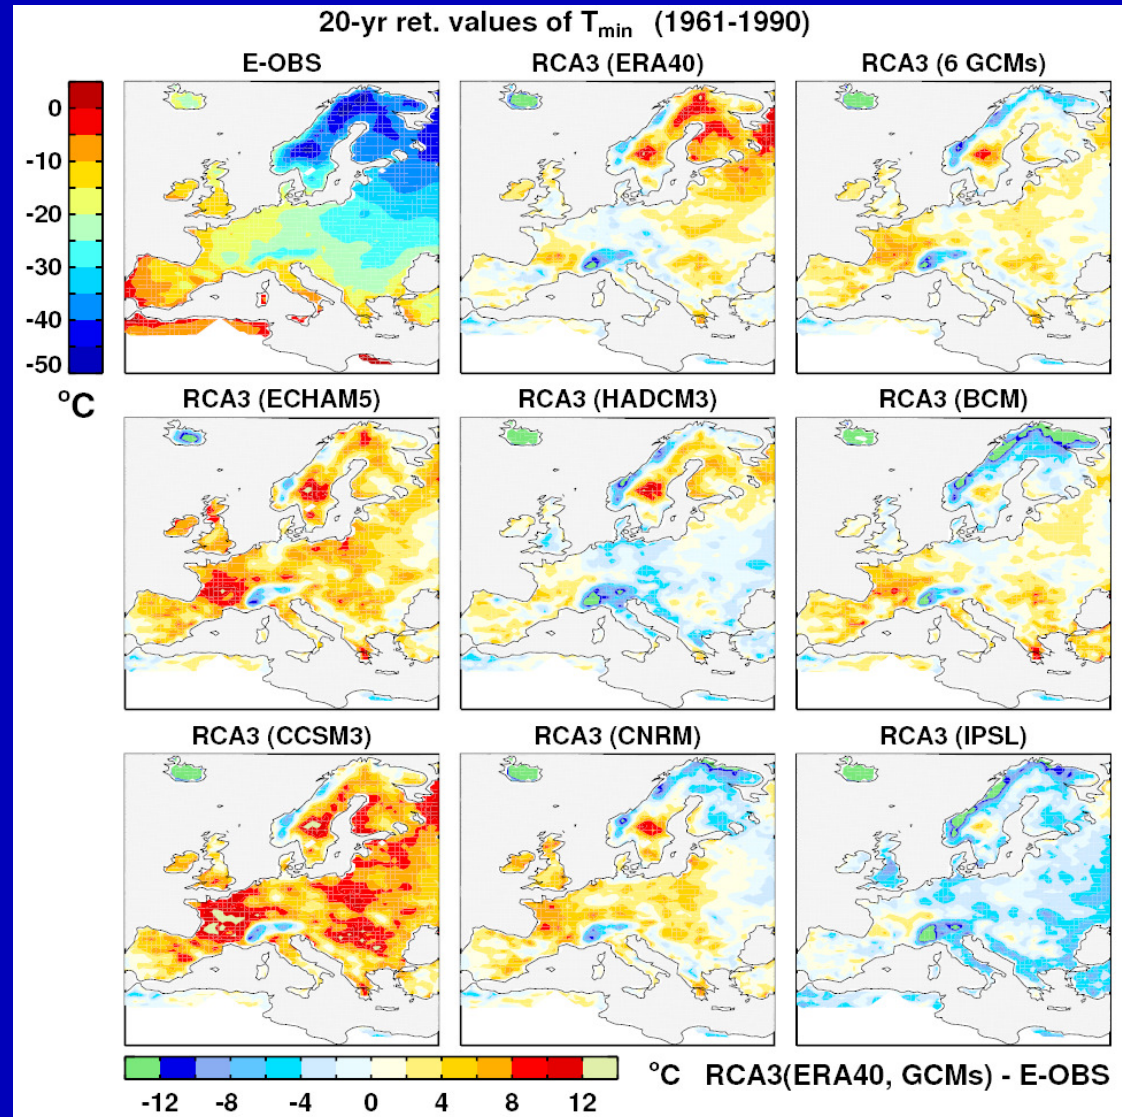 20-yr ret. values of Tmin (1961-1990)
E-OBS RCA3 (ERA40) RCA3 (6 GCMs)
0
-10
-20
-30
-40
-50
°C
RCA3 (ECHAM5) RCA3 (HADCM3) RCA3 (BCM)
RCA3 (CCSM3) RCA3 (CNRM) RCA3 (IPSL)
°C RCA3(ERA40, GCMs) - E-OBS
-12 -8 -4 0 4 8 12